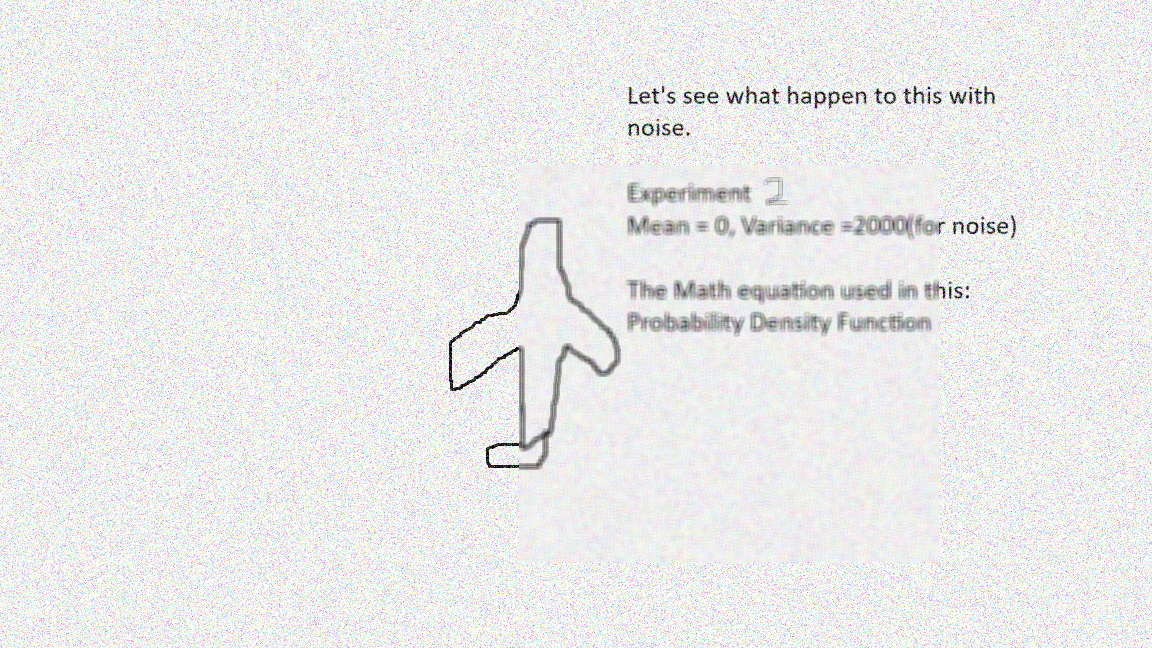 Let's see what happen to this with
noise.
Experiment 2
Mean = 0, Variance =2000(for noise)
The Math equation used in this:
Probability Density Function